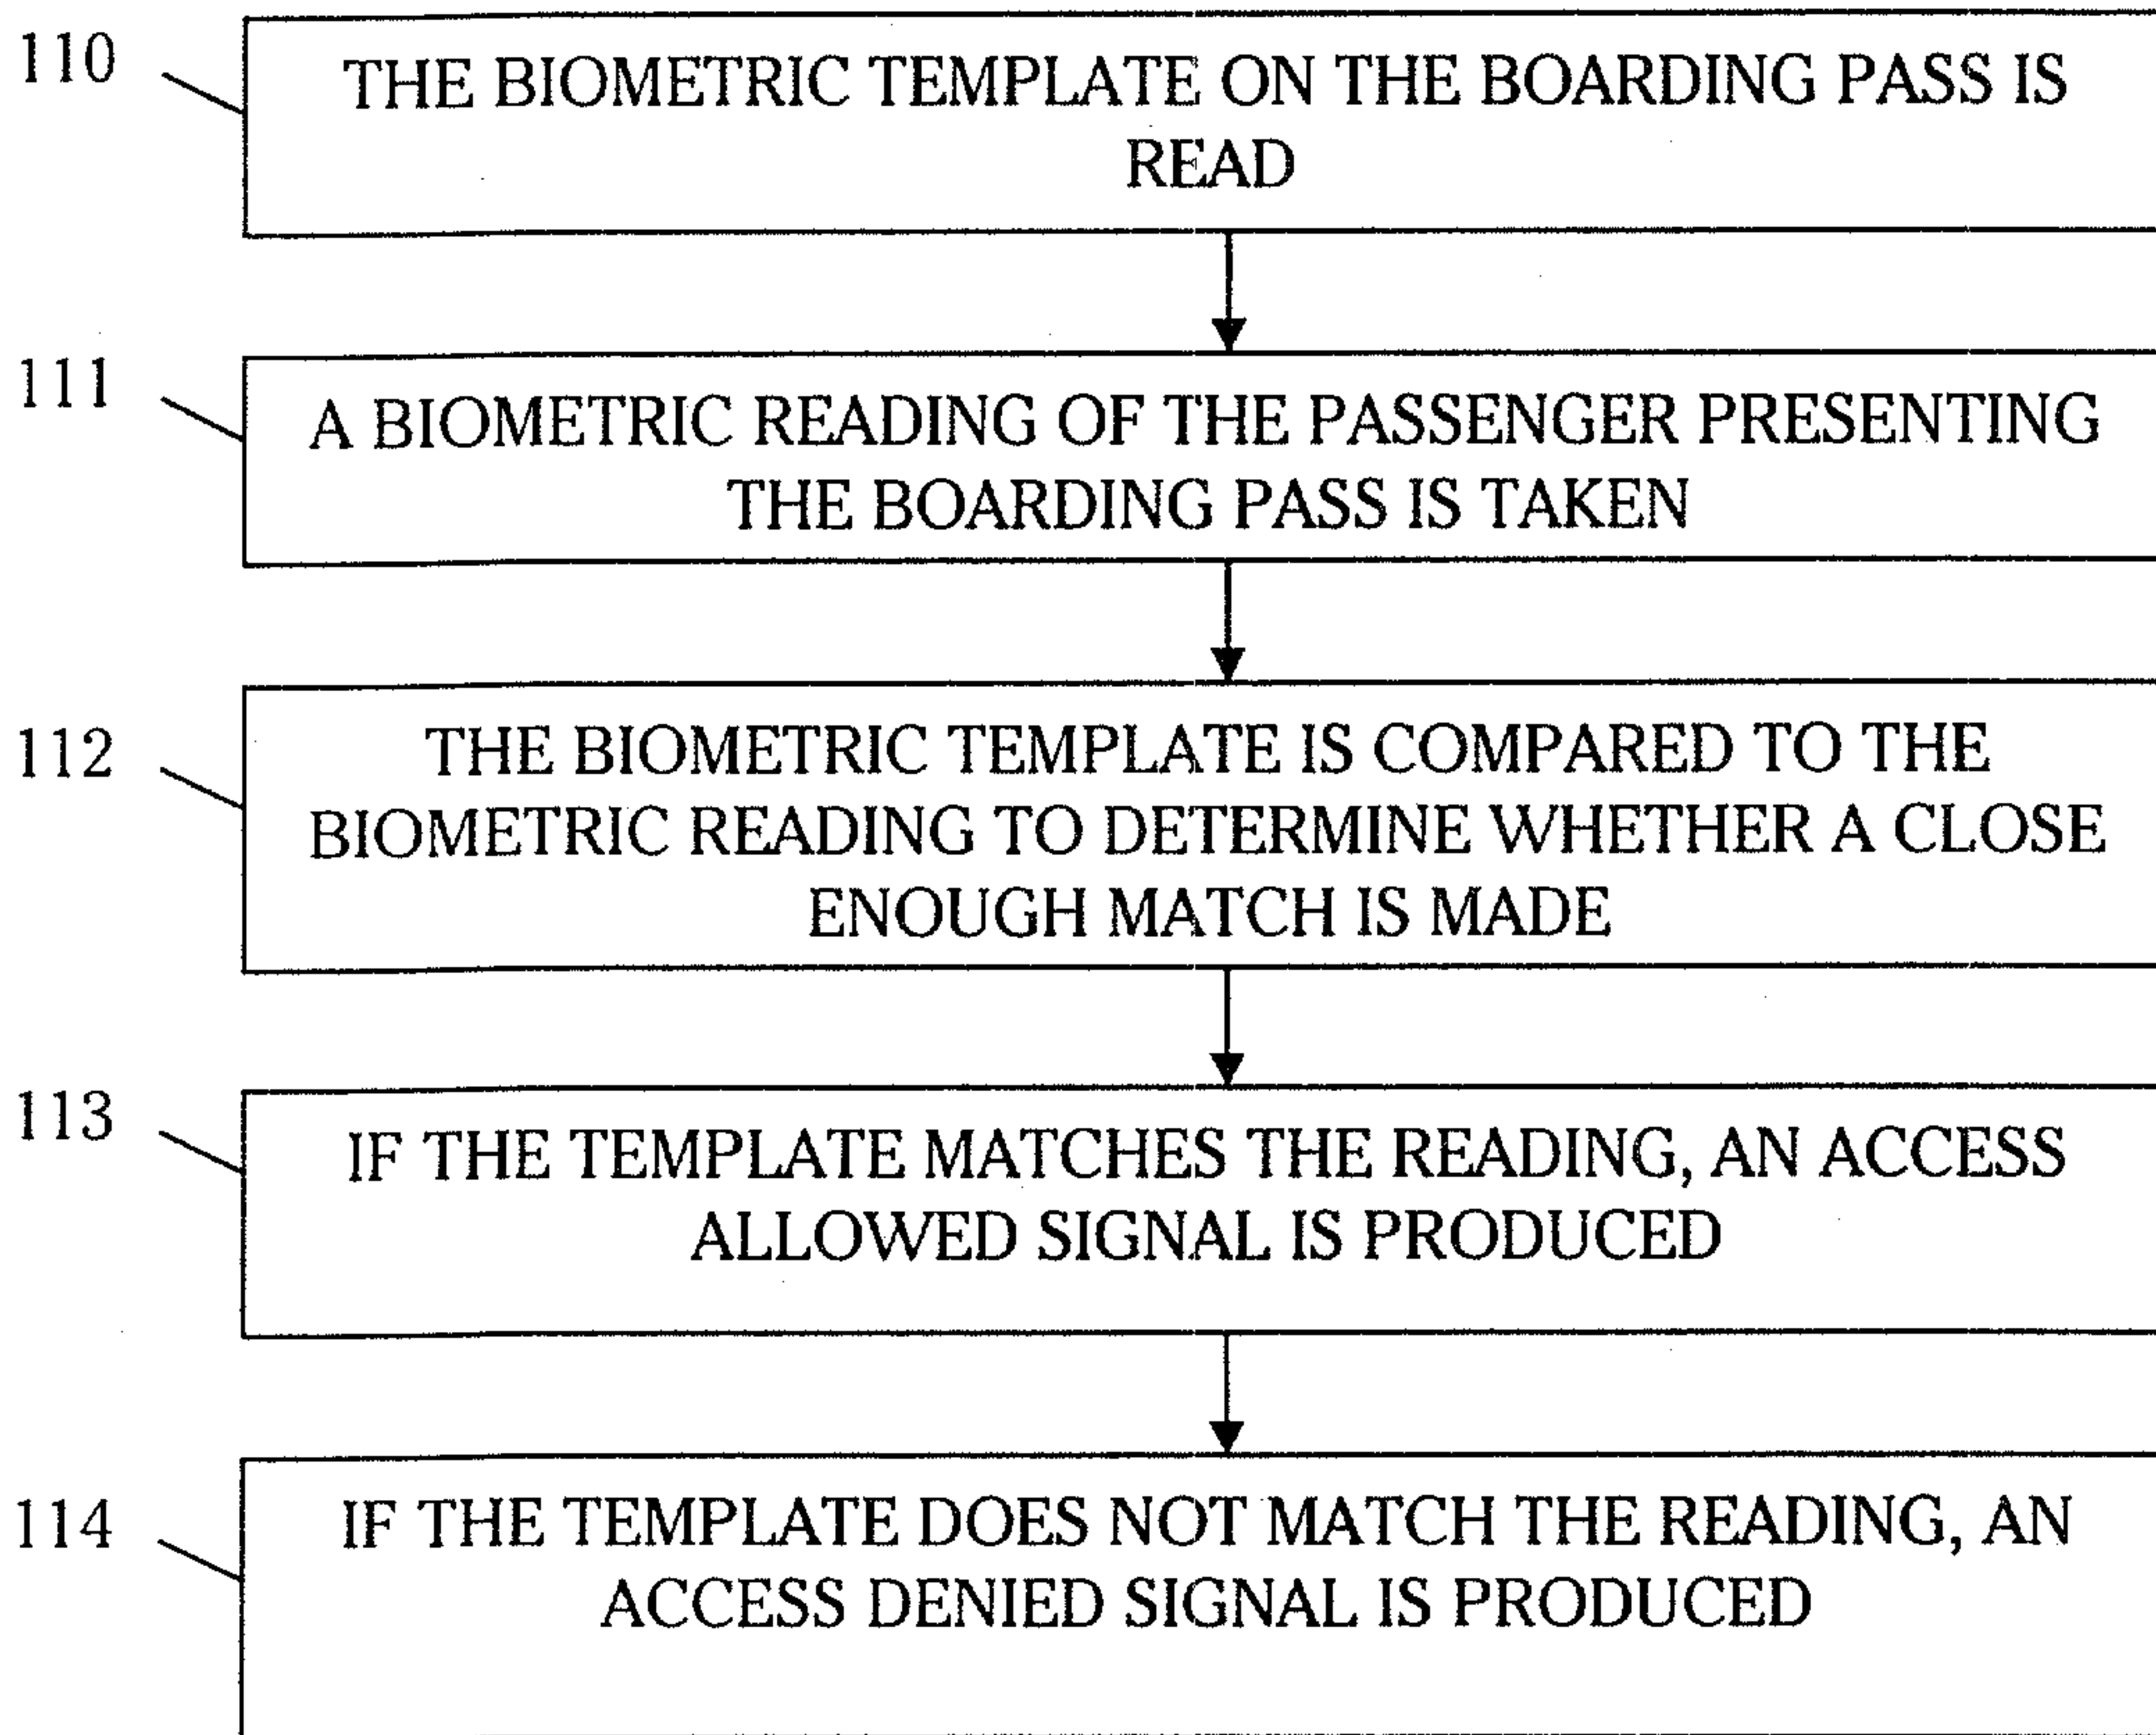 110
THE BIOMETRIC TEMPLATE ON THE BOARDING PASS IS
READ
111
A BIOMETRIC READING OF THE PASSENGER PRESENTING
THE BOARDING PASS IS TAKEN
112
THE BIOMETRIC TEMPLATE IS COMPARED TO THE
BIOMETRIC READING TO DETERMINE WHETHER A CLOSE
ENOUGH MATCH IS MADE
113
IF THE TEMPLATE MATCHES THE READING, AN ACCESS
ALLOWED SIGNAL IS PRODUCED
114
IF THE TEMPLATE DOES NOT MATCH THE READING, AN
ACCESS DENIED SIGNAL IS PRODUCED